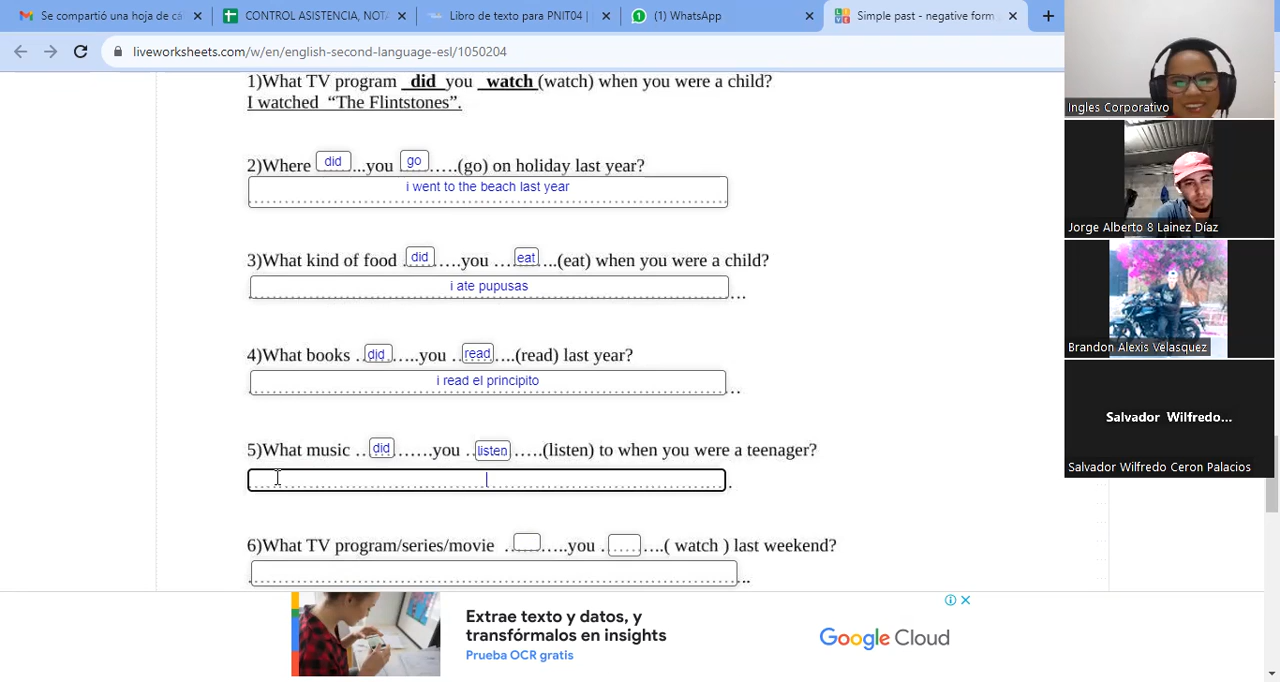 Se compartió una hoja de cá
CONTROL ASISTENCIA, NOTA
Libro de texto para PNIT04 |
(1) WhatsApp
Simple past - negative form
liveworksheets.com/w/en/english-second-language-esl/1050204
1)What TV program did you watch (watch) when you were a child?
I watched “The Flintstones”.
2)Where did ...you go .....(go) on holiday last year?
i went to the beach last year
3)What kind of food did you eat (eat) when you were a child?
i ate pupusas
4)What books did you read (read) last year?
i read el principito
5)What music did you listen (listen) to when you were a teenager?
6)What TV program/series/movie ..........you ..........( watch ) last weekend?
Extrae texto y datos, y
transfórmalos en insights
Prueba OCR gratis
Google Cloud
Ingles Corporativo
Jorge Alberto 8 Lainez Díaz
Brandon Alexis Velasquez
Salvador Wilfredo...
Salvador Wilfredo Ceron Palacios